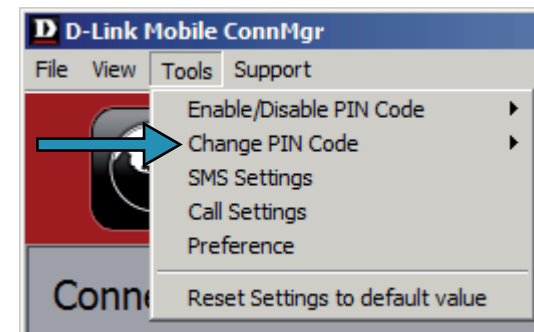 D D-Link Mobile ConnMgr
File View Tools Support
Enable/Disable PIN Code
Change PIN Code
SMS Settings
Call Settings
Preference
Reset Settings to default value